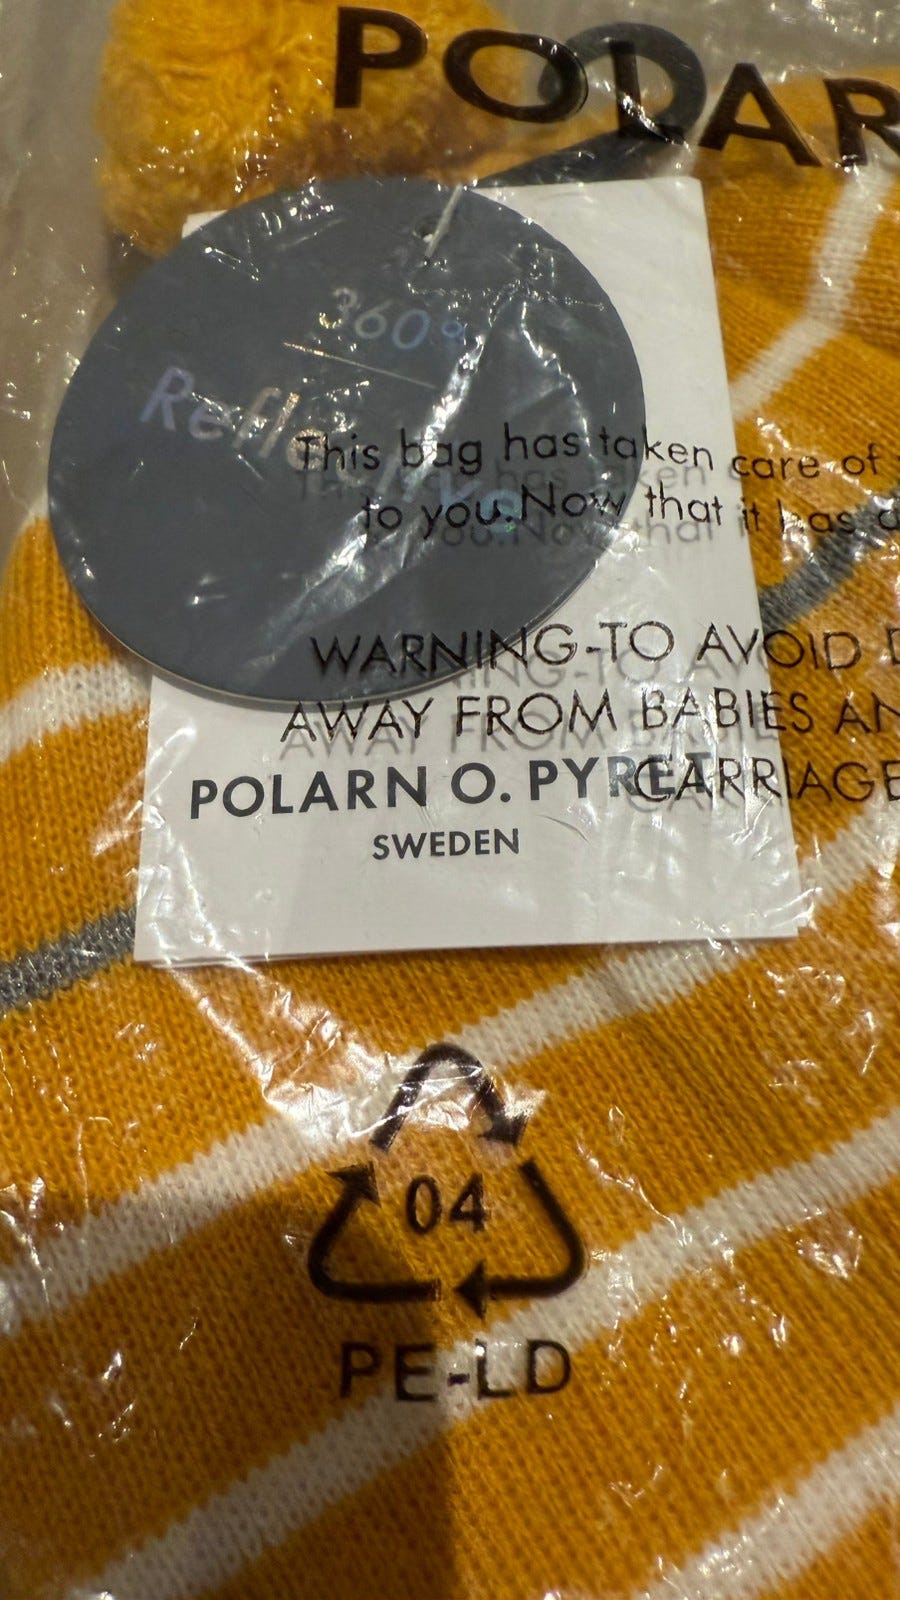 POLAR
360°
Reflective
This bag has taken care of
to you.Now that it has
WARNING-TO AVOID
AWAY FROM BABIES AN
CARRIAGE
POLARN O. PYRET
SWEDEN
04
PE-LD